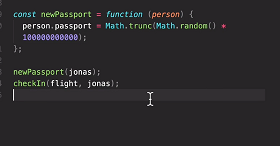 const newPassport = function (person) {
person.passport = Math.trunc(Math.random() *
100000000000);
};
newPassport(jonas);
checkIn(flight, jonas);